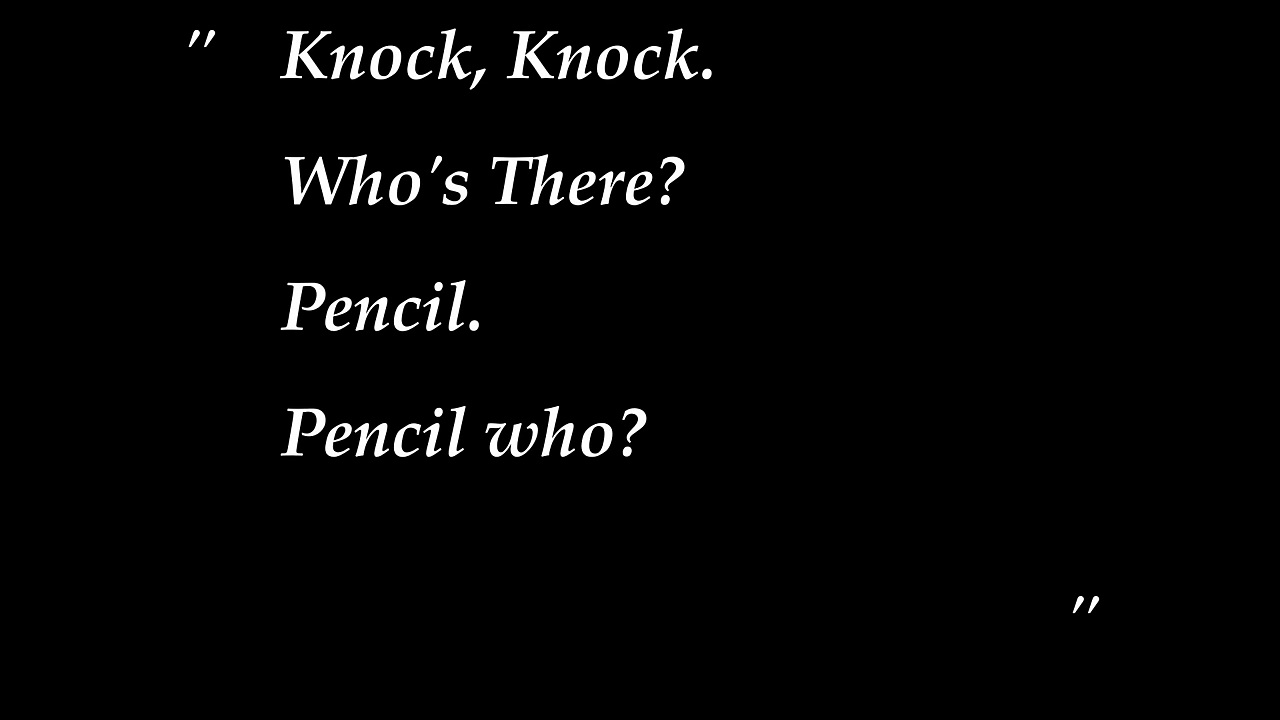 " Knock, Knock.
Who's There?
Pencil.
Pencil who?
"